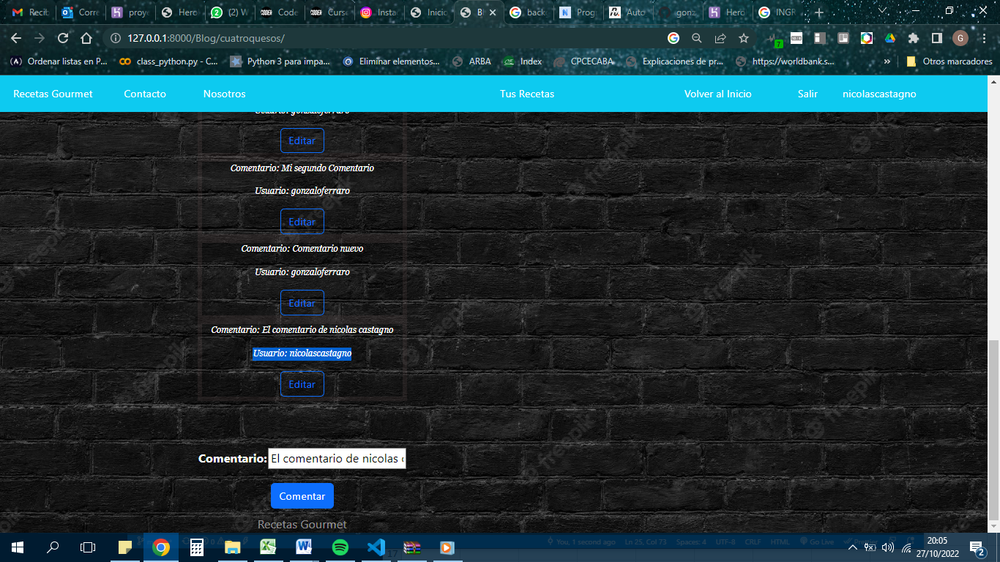 Recib Corre proye Hero (2) W Code Curso Insta Inicio B back Prog Auto gonz Hero INGR
127.0.0.1:8000/Blog/cuatroquesos/ G
Ordenar listas en P... class_python.py - C... Python 3 para impa... Eliminar elementos... ARBA Index CPCECABA Explicaciones de pr... https://worldbank.s... » Otros marcadores
Recetas Gourmet Contacto Nosotros Tus Recetas Volver al Inicio Salir nicolascastagno
Usuario: gonzaloferraro
Editar
Comentario: Mi segundo Comentario
Usuario: gonzaloferraro
Editar
Comentario: Comentario nuevo
Usuario: gonzaloferraro
Editar
Comentario: El comentario de nicolas castagno
Usuario: nicolascastagno
Editar
Comentario: El comentario de nicolas c
Comentar
Recetas Gourmet
You, 1 second ago Ln 25, Col 73 Spaces: 4 UTF-8 CRLF HTML Go Live Prettier
17
20:05
27/10/2022
2
freepik